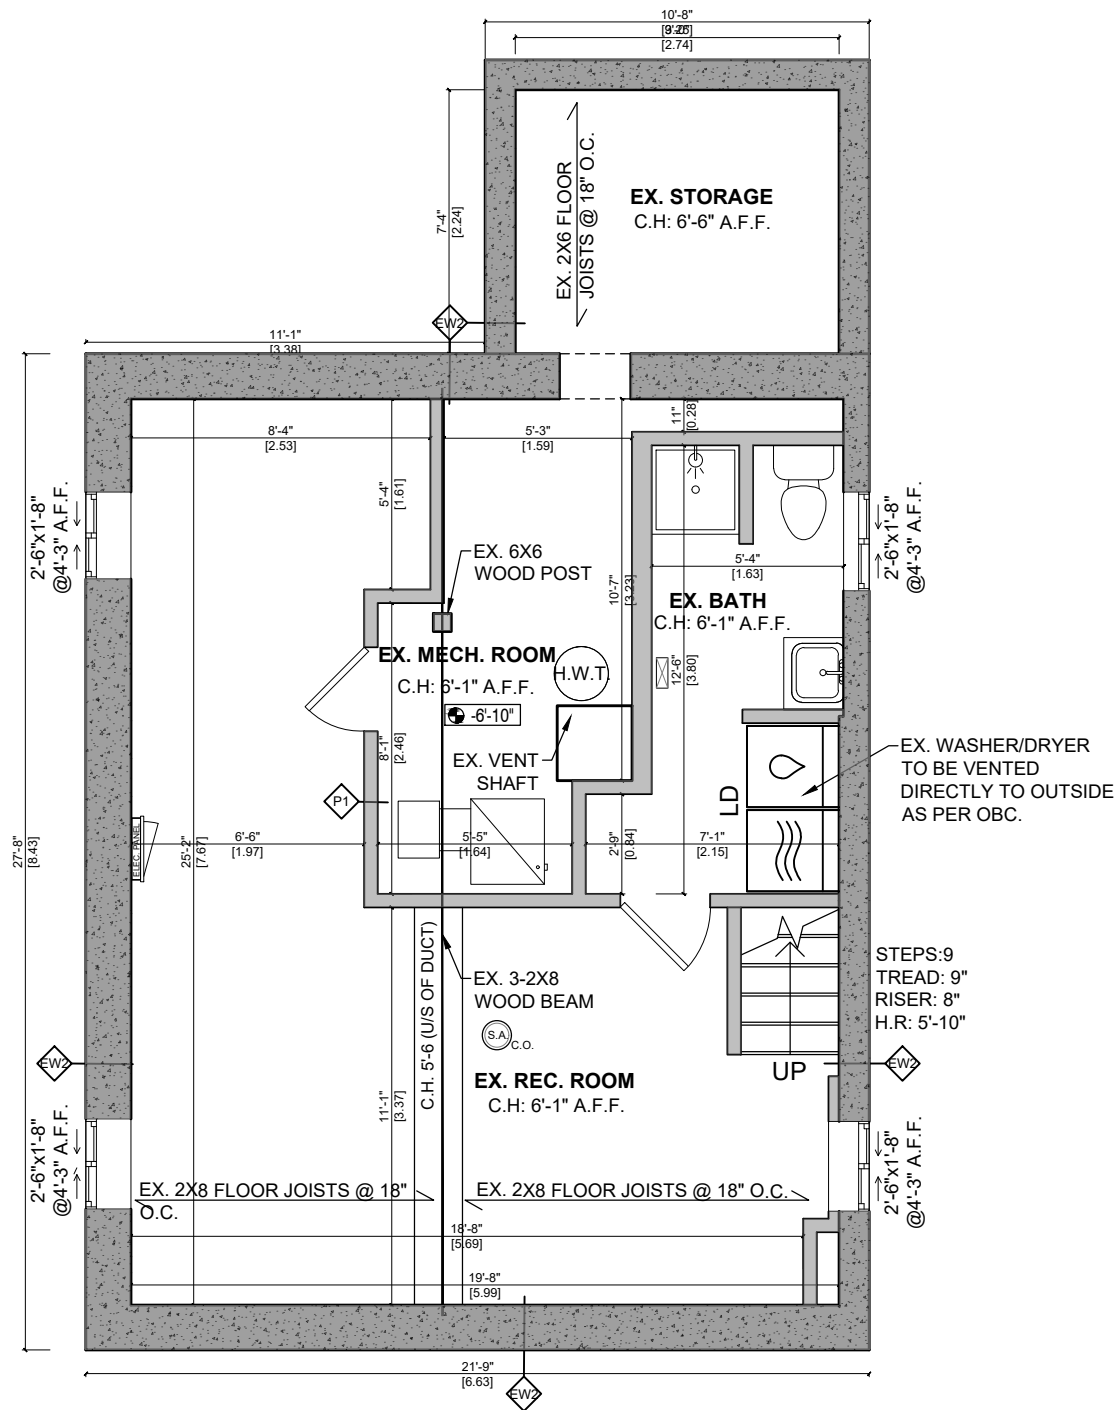 10'-8"
[2.74]
7'-4"
[2.24]
EX. 2X6 FLOOR
JOISTS @ 18" O.C.
EX. STORAGE
C.H: 6'-6" A.F.F.
EW2
11'-1"
[3.38]
8'-4"
[2.53]
5'-3"
[1.59]
11"
[0.28]
5'-4"
[1.61]
2'-6"x1'-8"
@4'-3" A.F.F.
2'-6"x1'-8"
@4'-3" A.F.F.
EX. 6X6
WOOD POST
5'-4"
[1.63]
10'-7"
[3.23]
EX. BATH
C.H: 6'-1" A.F.F.
EX. MECH. ROOM
C.H: 6'-1" A.F.F.
H.W.T.
12'-6"
[3.80]
-6'-10"
8'-1"
[2.46]
EX. VENT
SHAFT
EX. WASHER/DRYER
TO BE VENTED
DIRECTLY TO OUTSIDE
AS PER OBC.
P1
LD
27'-8"
[8.43]
ELEC. PANEL
25'-2"
[7.67]
6'-6"
[1.97]
5'-5"
[1.64]
2'-9"
[0.84]
7'-1"
[2.15]
C.H. 5'-6 (U/S OF DUCT)
EX. 3-2X8
WOOD BEAM
S.A.
C.O.
STEPS:9
TREAD: 9"
RISER: 8"
H.R: 5'-10"
EW2
UP
EW2
EX. REC. ROOM
C.H: 6'-1" A.F.F.
11'-1"
[3.37]
2'-6"x1'-8"
@4'-3" A.F.F.
2'-6"x1'-8"
@4'-3" A.F.F.
EX. 2X8 FLOOR JOISTS @ 18"
O.C.
EX. 2X8 FLOOR JOISTS @ 18" O.C.
18'-8"
[5.69]
19'-8"
[5.99]
21'-9"
[6.63]
EW2